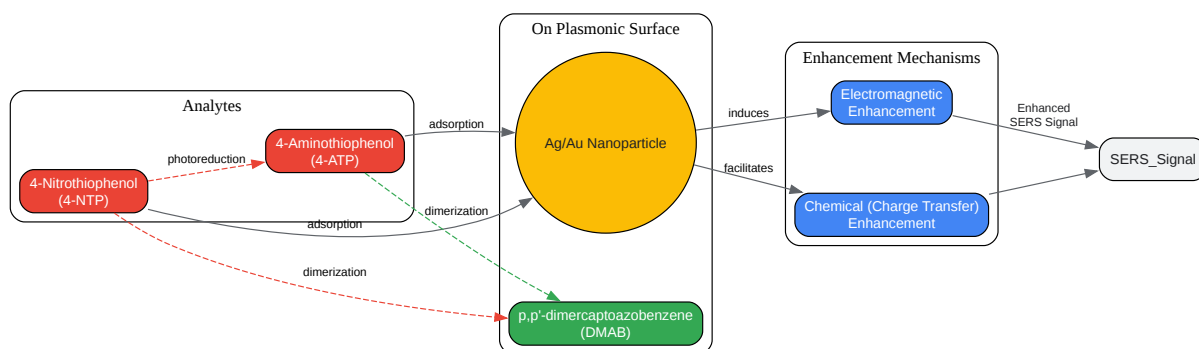 On Plasmonic Surface
Enhancement Mechanisms
Analytes
4-Nitrothiophenol
(4-NTP)
photoreduction
4-Aminothiophenol
(4-ATP)
adsorption
adsorption
dimerization
dimerization
Ag/Au Nanoparticle
p,p'-dimercaptoazobenzene
(DMAB)
induces
facilitates
Electromagnetic
Enhancement
Chemical (Charge Transfer)
Enhancement
Enhanced
SERS Signal
SERS_Signal